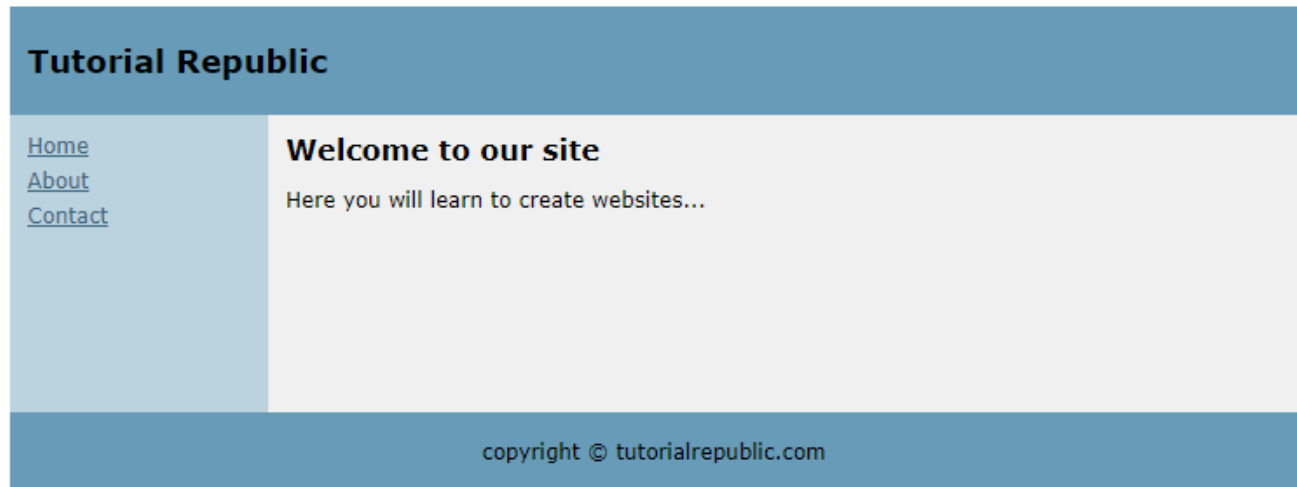 Tutorial Republic
Home
About
Contact
Welcome to our site
Here you will learn to create websites...
copyright © tutorialrepublic.com